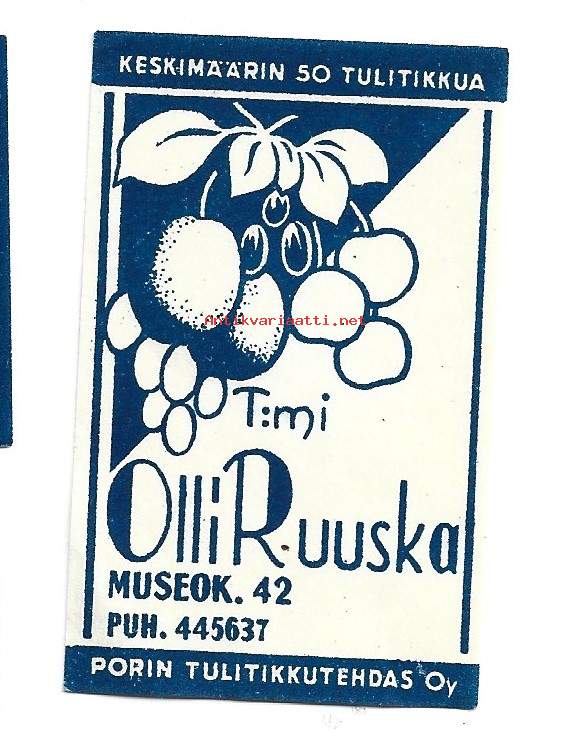 KESKIMÄÄRIN 50 TULITIKKUA
Antikvariaatti.net
T:mi
Olli Ruuska
MUSEOK. 42
PUH. 445637
PORIN TULITIKKUTEHDAS Oy